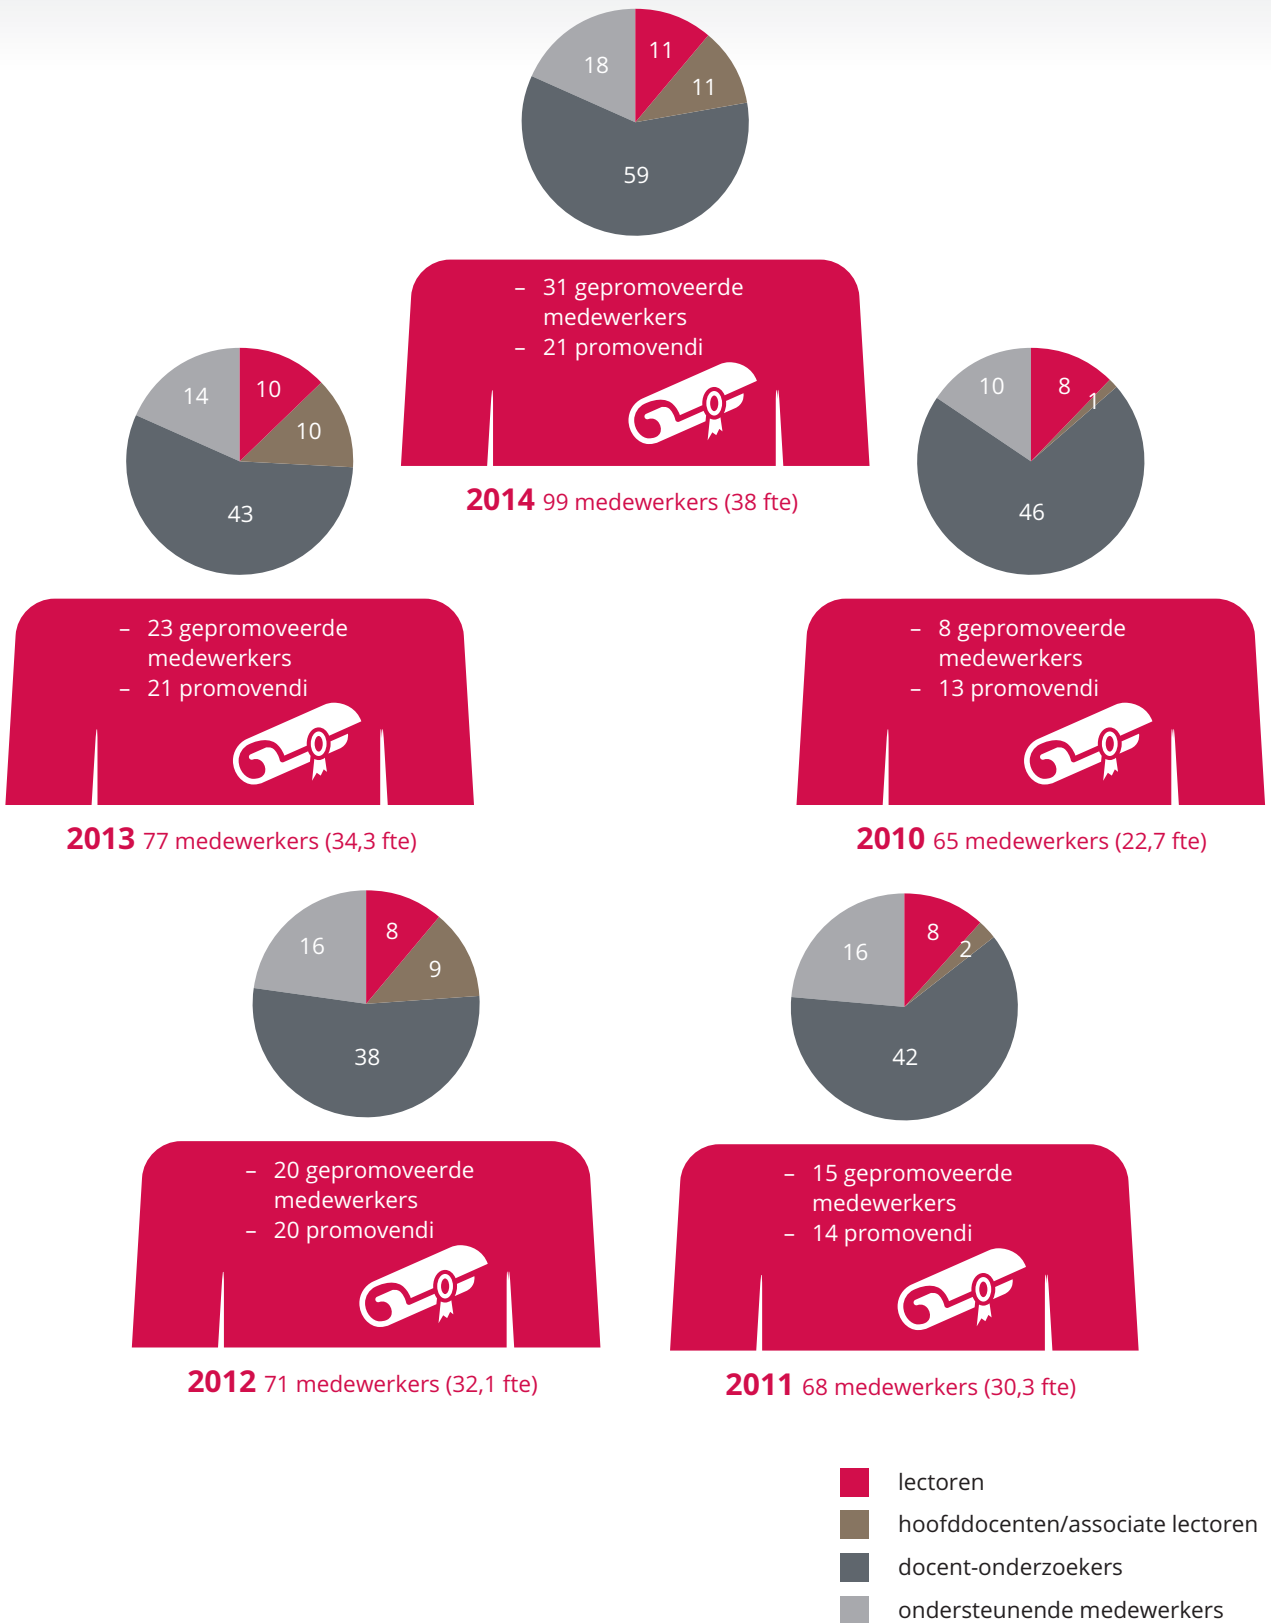 18
11
11
59
– 31 gepromoveerde
medewerkers
– 21 promovendi
2014 99 medewerkers (38 fte)
14
10
10
43
– 23 gepromoveerde
medewerkers
– 21 promovendi
2013 77 medewerkers (34,3 fte)
10
8
1
46
– 8 gepromoveerde
medewerkers
– 13 promovendi
2010 65 medewerkers (22,7 fte)
16
8
9
38
– 20 gepromoveerde
medewerkers
– 20 promovendi
2012 71 medewerkers (32,1 fte)
16
8
2
42
– 15 gepromoveerde
medewerkers
– 14 promovendi
2011 68 medewerkers (30,3 fte)
lectoren
hoofddocenten/associate lectoren
docent-onderzoekers
ondersteunende medewerkers